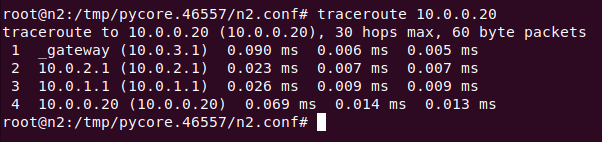 root@n2:/tmp/pycore.46557/n2.conf# traceroute 10.0.0.20
traceroute to 10.0.0.20 (10.0.0.20), 30 hops max, 60 byte packets
 1  _gateway (10.0.3.1)  0.090 ms  0.006 ms  0.005 ms
 2  10.0.2.1 (10.0.2.1)  0.023 ms  0.007 ms  0.007 ms
 3  10.0.1.1 (10.0.1.1)  0.026 ms  0.009 ms  0.009 ms
 4  10.0.0.20 (10.0.0.20)  0.069 ms  0.014 ms  0.013 ms
root@n2:/tmp/pycore.46557/n2.conf#